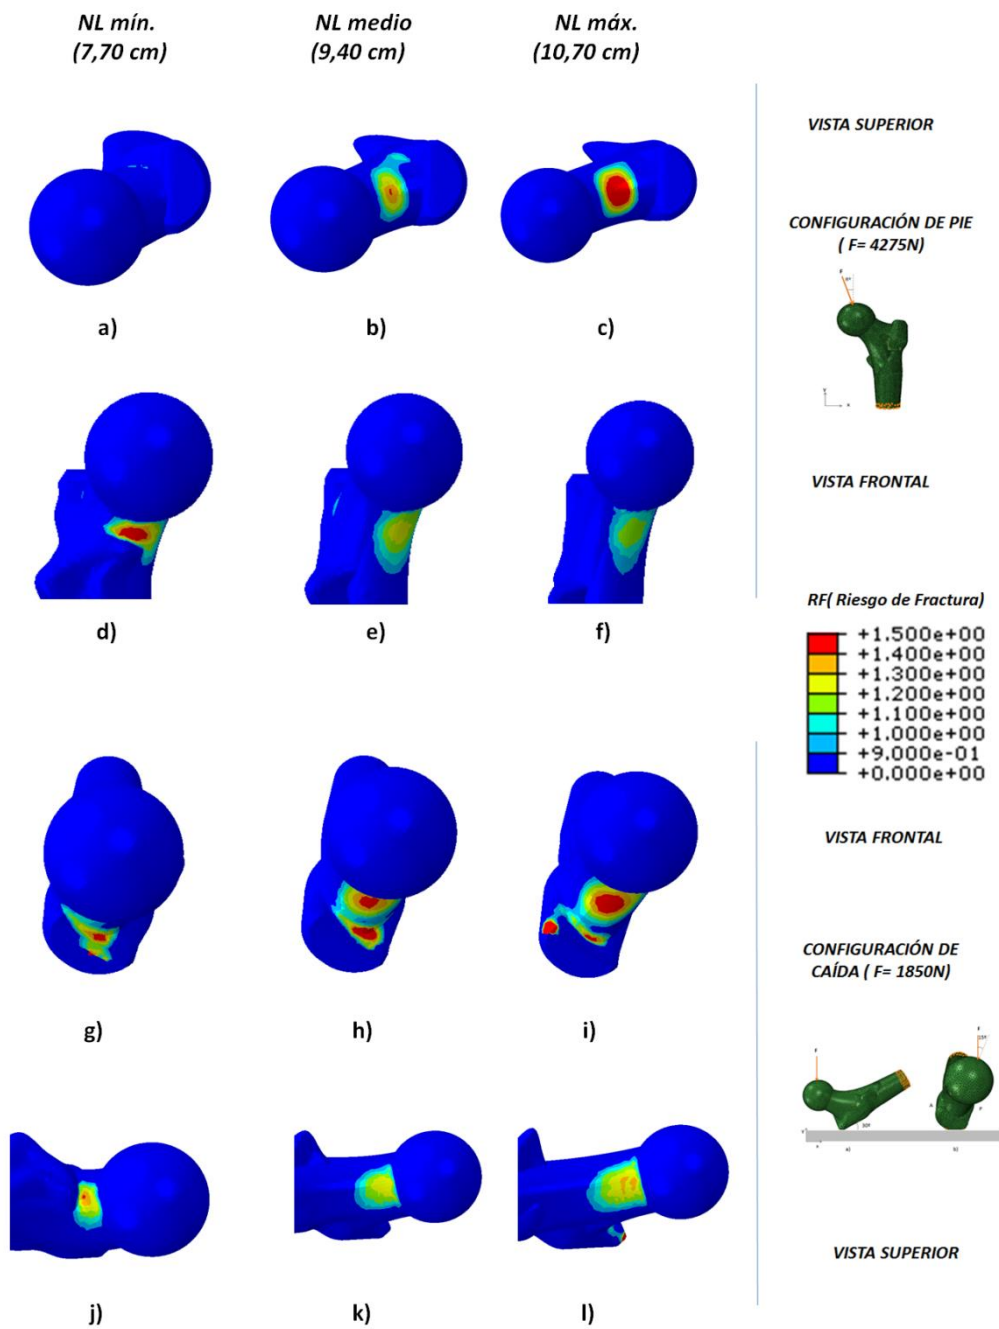 NL mín.
(7,70 cm)
NL medio
(9,40 cm)
NL máx.
(10,70 cm)
VISTA SUPERIOR
CONFIGURACIÓN DE PIE
( F= 4275N)
a)
b)
c)
VISTA FRONTAL
d)
e)
f)
RF( Riesgo de Fractura)
+1.500e+00
+1.400e+00
+1.300e+00
+1.200e+00
+1.100e+00
+1.000e+00
+9.000e-01
+0.000e+00
VISTA FRONTAL
CONFIGURACIÓN DE
CAÍDA ( F= 1850N)
g)
h)
i)
VISTA SUPERIOR
j)
k)
l)